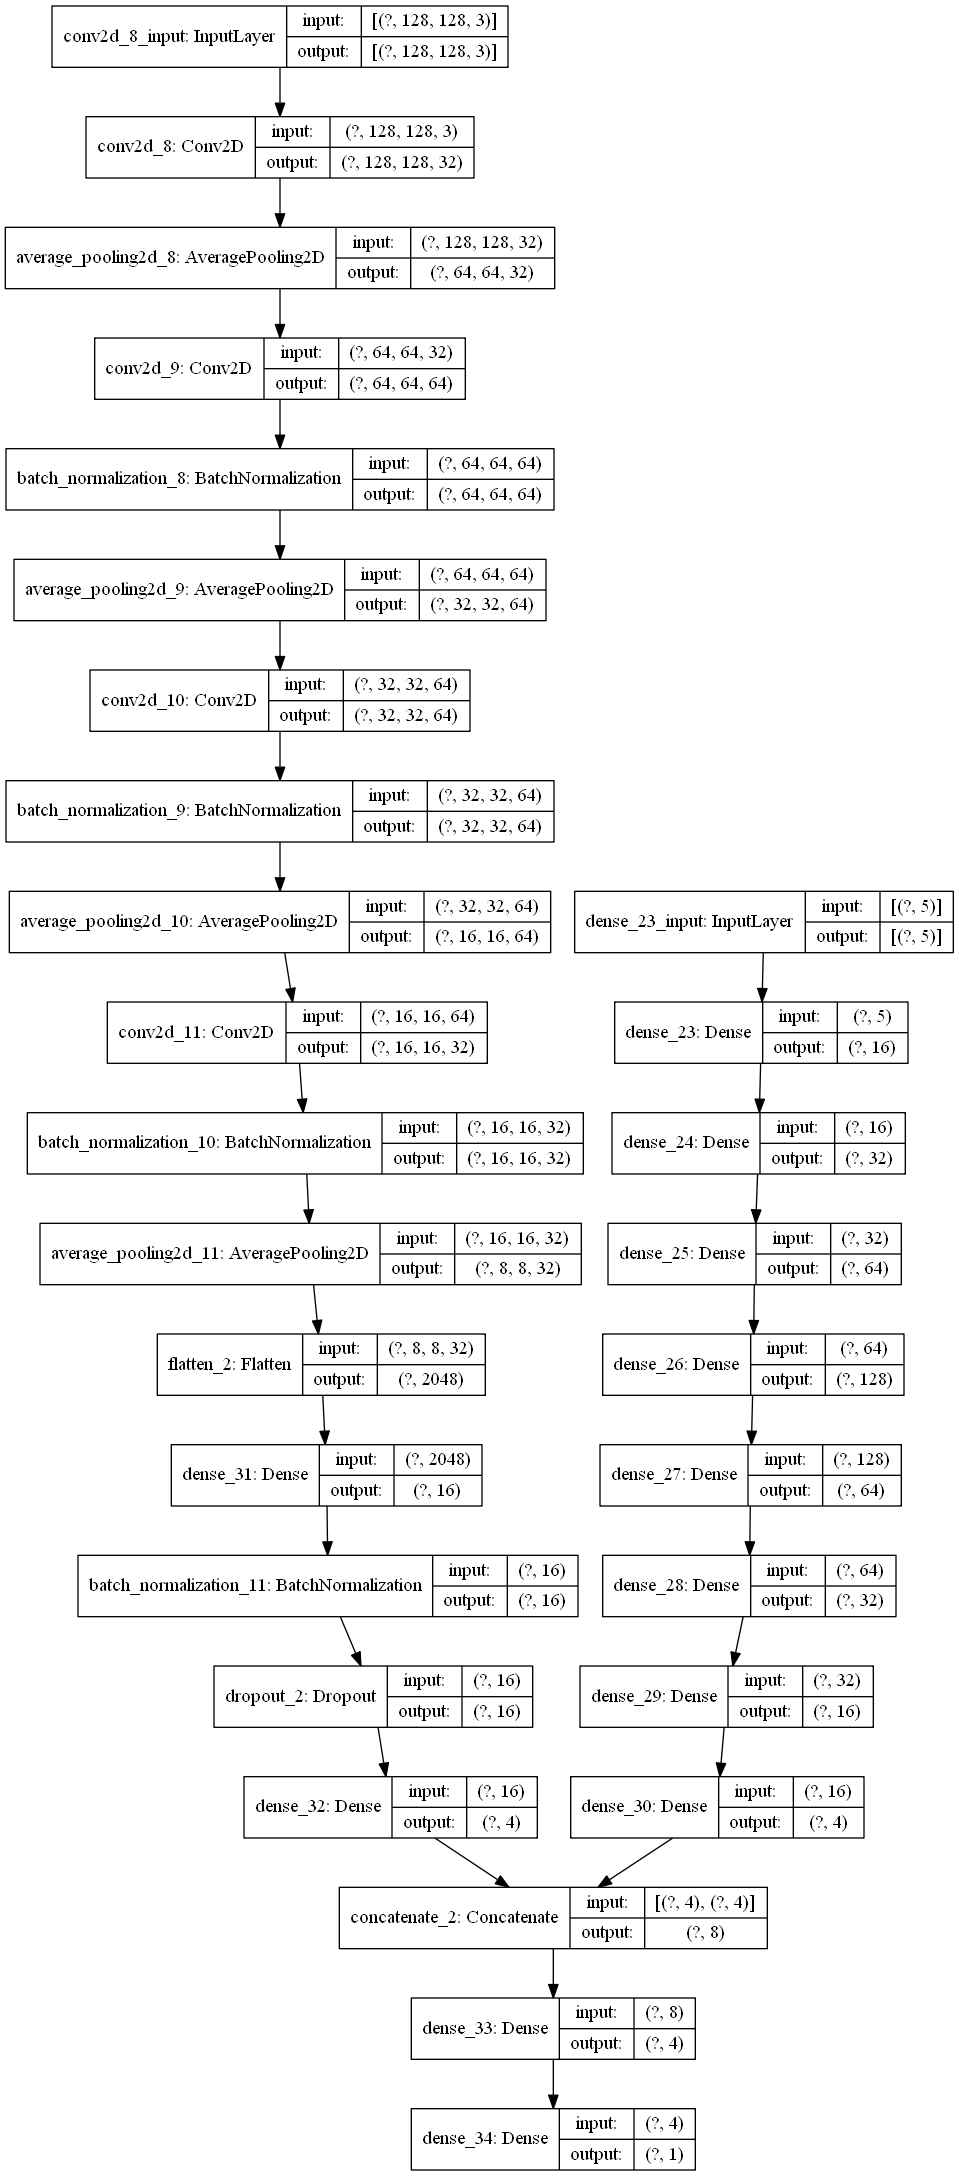 conv2d_8_input: InputLayer
input: [(?, 128, 128, 3)]
output: [(?, 128, 128, 3)]
conv2d_8: Conv2D
input: (?, 128, 128, 3)
output: (?, 128, 128, 32)
average_pooling2d_8: AveragePooling2D
input: (?, 128, 128, 32)
output: (?, 64, 64, 32)
conv2d_9: Conv2D
input: (?, 64, 64, 32)
output: (?, 64, 64, 64)
batch_normalization_8: BatchNormalization
input: (?, 64, 64, 64)
output: (?, 64, 64, 64)
average_pooling2d_9: AveragePooling2D
input: (?, 64, 64, 64)
output: (?, 32, 32, 64)
conv2d_10: Conv2D
input: (?, 32, 32, 64)
output: (?, 32, 32, 64)
batch_normalization_9: BatchNormalization
input: (?, 32, 32, 64)
output: (?, 32, 32, 64)
average_pooling2d_10: AveragePooling2D
input: (?, 32, 32, 64)
output: (?, 16, 16, 64)
conv2d_11: Conv2D
input: (?, 16, 16, 64)
output: (?, 16, 16, 32)
batch_normalization_10: BatchNormalization
input: (?, 16, 16, 32)
output: (?, 16, 16, 32)
average_pooling2d_11: AveragePooling2D
input: (?, 16, 16, 32)
output: (?, 8, 8, 32)
flatten_2: Flatten
input: (?, 8, 8, 32)
output: (?, 2048)
dense_31: Dense
input: (?, 2048)
output: (?, 16)
batch_normalization_11: BatchNormalization
input: (?, 16)
output: (?, 16)
dropout_2: Dropout
input: (?, 16)
output: (?, 16)
dense_32: Dense
input: (?, 16)
output: (?, 4)
dense_23_input: InputLayer
input: [(?, 5)]
output: [(?, 5)]
dense_23: Dense
input: (?, 5)
output: (?, 16)
dense_24: Dense
input: (?, 16)
output: (?, 32)
dense_25: Dense
input: (?, 32)
output: (?, 64)
dense_26: Dense
input: (?, 64)
output: (?, 128)
dense_27: Dense
input: (?, 128)
output: (?, 64)
dense_28: Dense
input: (?, 64)
output: (?, 32)
dense_29: Dense
input: (?, 32)
output: (?, 16)
dense_30: Dense
input: (?, 16)
output: (?, 4)
concatenate_2: Concatenate
input: [(?, 4), (?, 4)]
output: (?, 8)
dense_33: Dense
input: (?, 8)
output: (?, 4)
dense_34: Dense
input: (?, 4)
output: (?, 1)